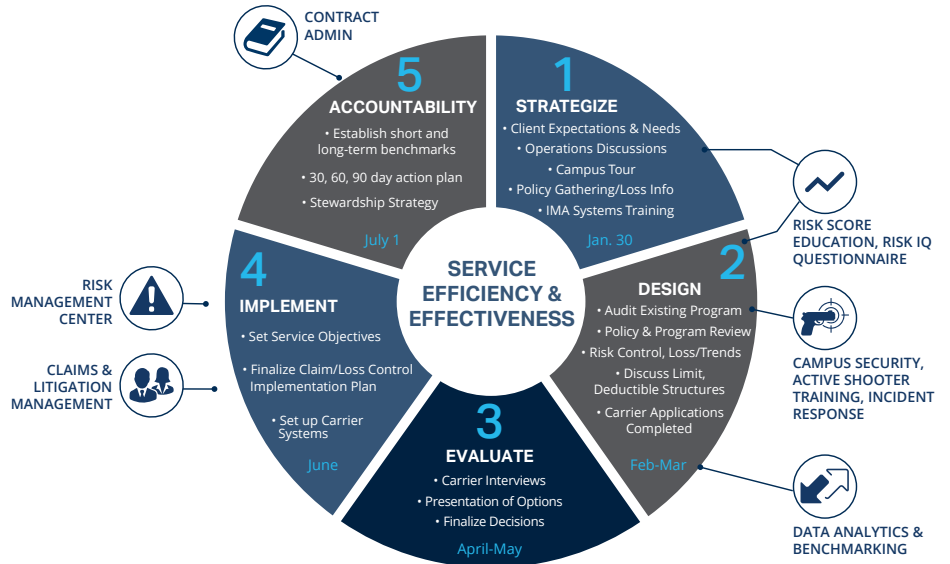 CONTRACT
ADMIN
5
ACCOUNTABILITY
• Establish short and
long-term benchmarks
• 30, 60, 90 day action plan
• Stewardship Strategy
July 1
1
STRATEGIZE
• Client Expectations & Needs
• Operations Discussions
• Campus Tour
• Policy Gathering/Loss Info
• IMA Systems Training
Jan. 30
RISK SCORE
EDUCATION, RISK IQ
QUESTIONNAIRE
SERVICE
EFFICIENCY &
EFFECTIVENESS
2
DESIGN
• Audit Existing Program
• Policy & Program Review
• Risk Control, Loss/Trends
• Discuss Limit,
Deductible Structures
• Carrier Applications
Completed
Feb-Mar
CAMPUS SECURITY,
ACTIVE SHOOTER
TRAINING, INCIDENT
RESPONSE
DATA ANALYTICS &
BENCHMARKING
3
EVALUATE
• Carrier Interviews
• Presentation of Options
• Finalize Decisions
April-May
4
IMPLEMENT
• Set Service Objectives
• Finalize Claim/Loss Control
Implementation Plan
• Set up Carrier
Systems
June
RISK
MANAGEMENT
CENTER
CLAIMS &
LITIGATION
MANAGEMENT